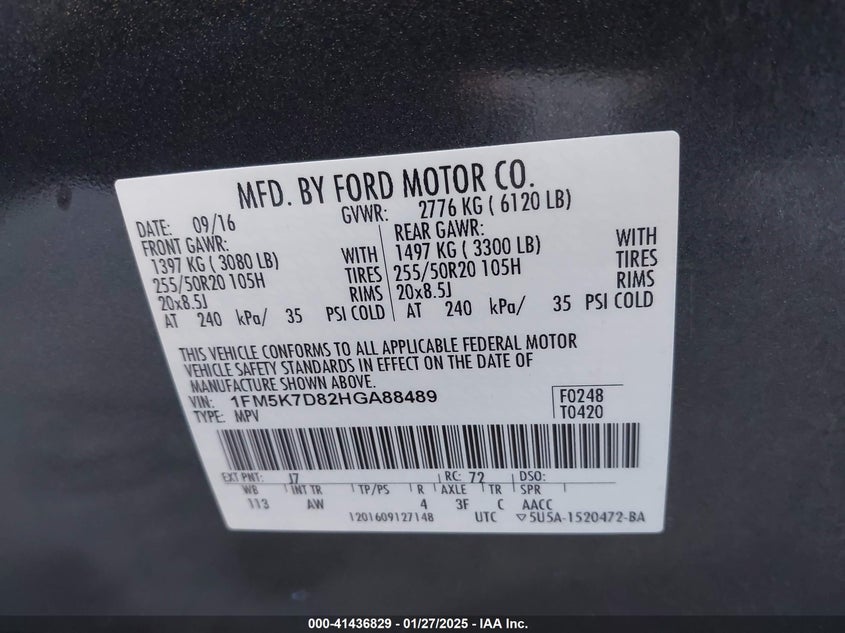 MFD. BY FORD MOTOR CO.
DATE: 09/16 GVWR: 2776 KG ( 6120 LB)
FRONT GAWR: REAR GAWR:
1397 KG ( 3080 LB) WITH 1497 KG ( 3300 LB) WITH
255/50R20 105H TIRES 255/50R20 105H TIRES
20x8.5J RIMS 20x8.5J RIMS
AT 240 kPa/ 35 PSI COLD AT 240 kPa/ 35 PSI COLD
THIS VEHICLE CONFORMS TO ALL APPLICABLE FEDERAL MOTOR
VEHICLE SAFETY STANDARDS IN EFFECT ON THE DATE OF
MANUFACTURE SHOWN ABOVE.
VIN: 1FM5K7D82HGA88489 F0248
TYPE: MPV T0420
EXT PNT: J7 RC: 72 DSO:
WB INT TR TP/PS R AXLE TR SPR
113 AW 4 3F C AACC
1201609127148 UTC ▽5U5A-1520472-BA
000-41436829 - 01/27/2025 - IAA Inc.